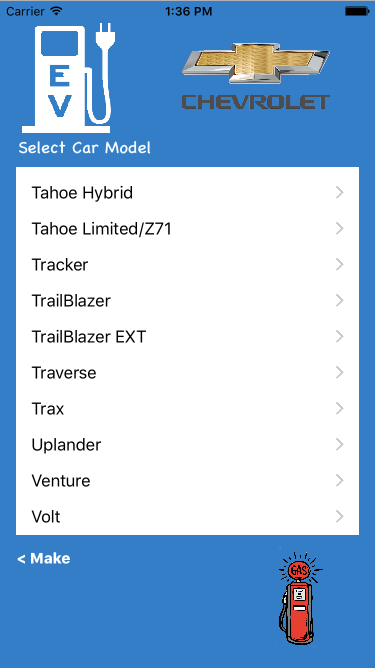 Carrier 1:36 PM
E
V
CHEVROLET
Select Car Model
Tahoe Hybrid
Tahoe Limited/Z71
Tracker
TrailBlazer
TrailBlazer EXT
Traverse
Trax
Uplander
Venture
Volt
< Make
GAS